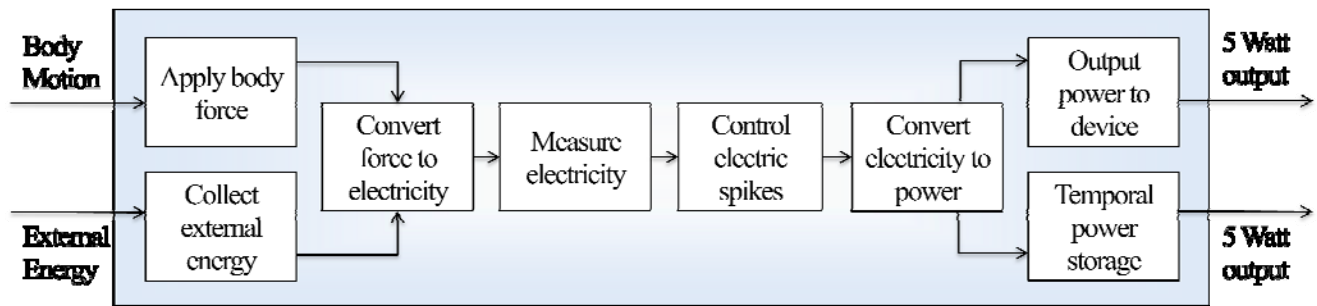 Body
Motion
Apply body
force
External
Energy
Collect
external
energy
Convert
force to
electricity
Measure
electricity
Control
electric
spikes
Convert
electricity to
power
Output
power to
device
5 Watt
output
Temporal
power
storage
5 Watt
output